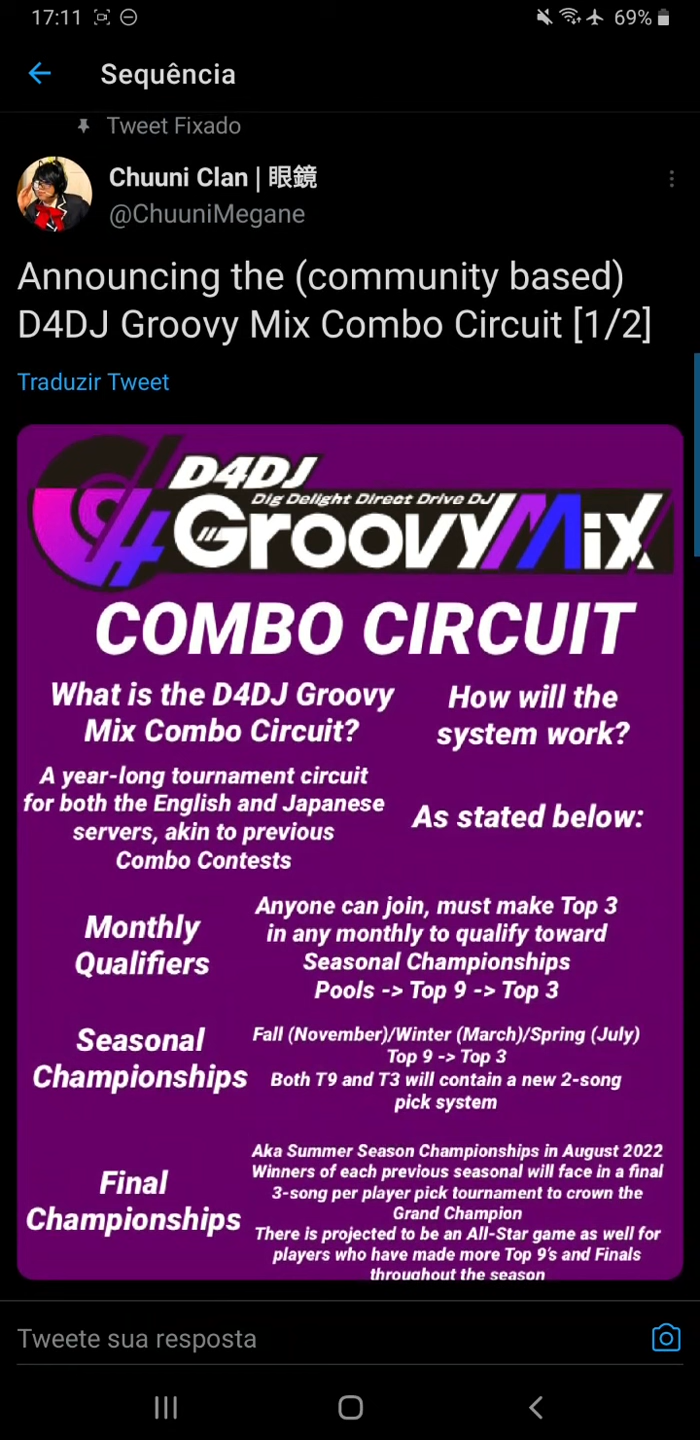 17:11
69%
Sequência
Tweet Fixado
Chuuni Clan | 眼鏡
@ChuuniMegane
Announcing the (community based)
D4DJ Groovy Mix Combo Circuit [1/2]
Traduzir Tweet
D4DJ
Dig Delight Direct Drive DJ
GroovyMix
COMBO CIRCUIT
What is the D4DJ Groovy
Mix Combo Circuit?
A year-long tournament circuit
for both the English and Japanese
servers, akin to previous
Combo Contests
How will the
system work?
As stated below:
Monthly
Qualifiers
Anyone can join, must make Top 3
in any monthly to qualify toward
Seasonal Championships
Pools -> Top 9 -> Top 3
Seasonal
Championships
Fall (November)/Winter (March)/Spring (July)
Top 9 -> Top 3
Both T9 and T3 will contain a new 2-song
pick system
Final
Championships
Aka Summer Season Championships in August 2022
Winners of each previous seasonal will face in a final
3-song per player pick tournament to crown the
Grand Champion
There is projected to be an All-Star game as well for
players who have made more Top 9's and Finals
throughout the season
Tweete sua resposta